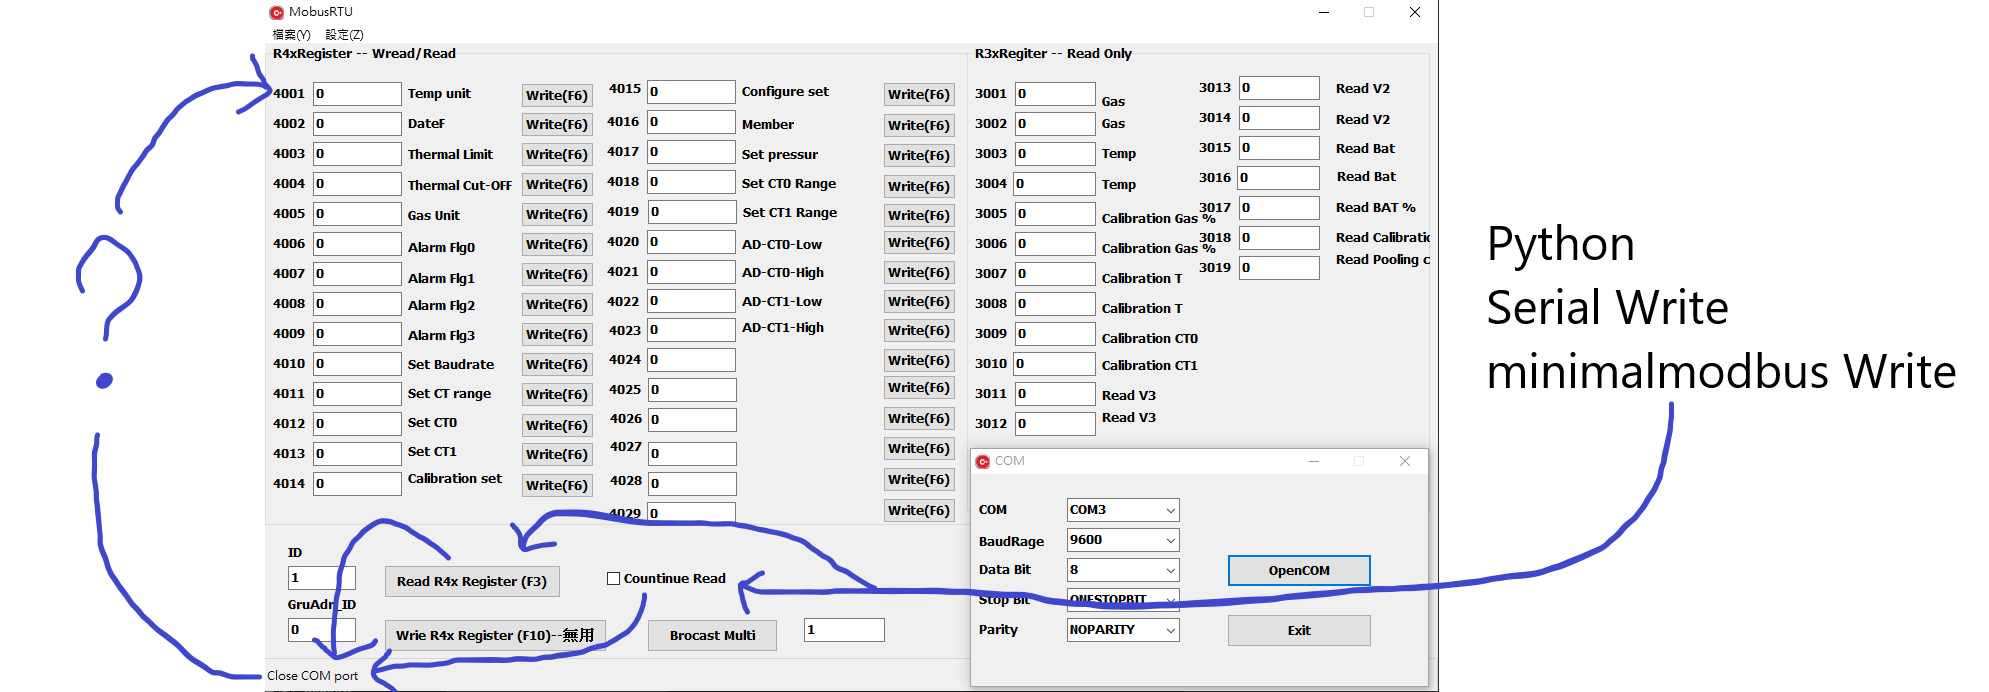 MobusRTU
檔案(Y) 設定(Z)
R4xRegister -- Wread/Read
4001 0 Temp unit Write(F6)
4002 0 DateF Write(F6)
4003 0 Thermal Limit Write(F6)
4004 0 Thermal Cut-OFF Write(F6)
4005 0 Gas Unit Write(F6)
4006 0 Alarm Flg0 Write(F6)
4007 0 Alarm Flg1 Write(F6)
4008 0 Alarm Flg2 Write(F6)
4009 0 Alarm Flg3 Write(F6)
4010 0 Set Baudrate Write(F6)
4011 0 Set CT range Write(F6)
4012 0 Set CT0 Write(F6)
4013 0 Set CT1 Write(F6)
4014 0 Calibration set Write(F6)
4015 0 Configure set Write(F6)
4016 0 Member Write(F6)
4017 0 Set pressur Write(F6)
4018 0 Set CT0 Range Write(F6)
4019 0 Set CT1 Range Write(F6)
4020 0 AD-CT0-Low Write(F6)
4021 0 AD-CT0-High Write(F6)
4022 0 AD-CT1-Low Write(F6)
4023 0 AD-CT1-High Write(F6)
4024 0 Write(F6)
4025 0 Write(F6)
4026 0 Write(F6)
4027 0 Write(F6)
4028 0 Write(F6)
4029 0 Write(F6)
R3xRegiter -- Read Only
3001 0 Gas
3002 0 Gas
3003 0 Temp
3004 0 Temp
3005 0 Calibration Gas %
3006 0 Calibration Gas %
3007 0 Calibration T
3008 0 Calibration T
3009 0 Calibration CT0
3010 0 Calibration CT1
3011 0 Read V3
3012 0 Read V3
3013 0 Read V2
3014 0 Read V2
3015 0 Read Bat
3016 0 Read Bat
3017 0 Read BAT %
3018 0 Read Calibratic
3019 0 Read Pooling c
ID
1
GruAdr_ID
0
Read R4x Register (F3)
Wrie R4x Register (F10)--無用
Countinue Read
Brocast Multi 1
Close COM port
COM
COM COM3
BaudRage 9600
Data Bit 8
Stop Bit ONESTOPBIT
Parity NOPARITY
OpenCOM
Exit
Python
Serial Write
minimalmodbus Write
?